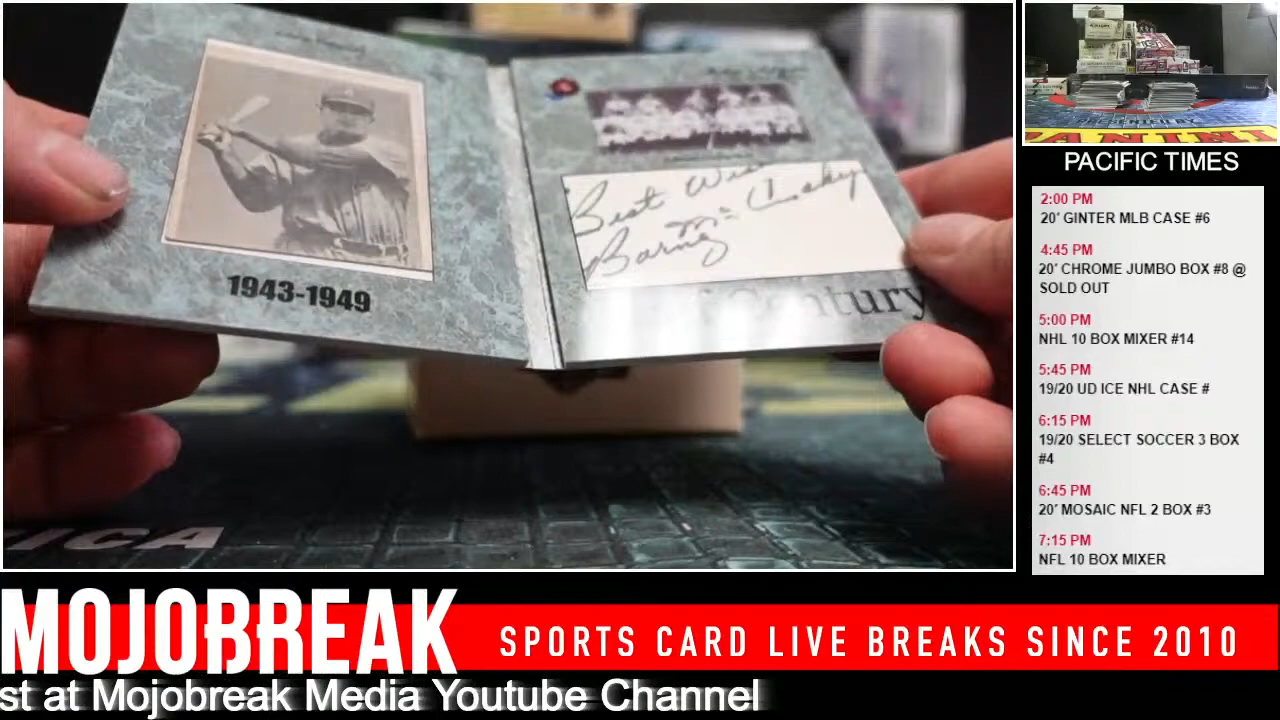 1943-1949
Best
Barney McCosky
Century
ICA
PACIFIC TIMES
2:00 PM
20' GINTER MLB CASE #6
4:45 PM
20' CHROME JUMBO BOX #8 @
SOLD OUT
5:00 PM
NHL 10 BOX MIXER #14
5:45 PM
19/20 UD ICE NHL CASE #
6:15 PM
19/20 SELECT SOCCER 3 BOX
#4
6:45 PM
20' MOSAIC NFL 2 BOX #3
7:15 PM
NFL 10 BOX MIXER
MOJOBREAK
SPORTS CARD LIVE BREAKS SINCE 2010
st at Mojobreak Media Youtube Channel